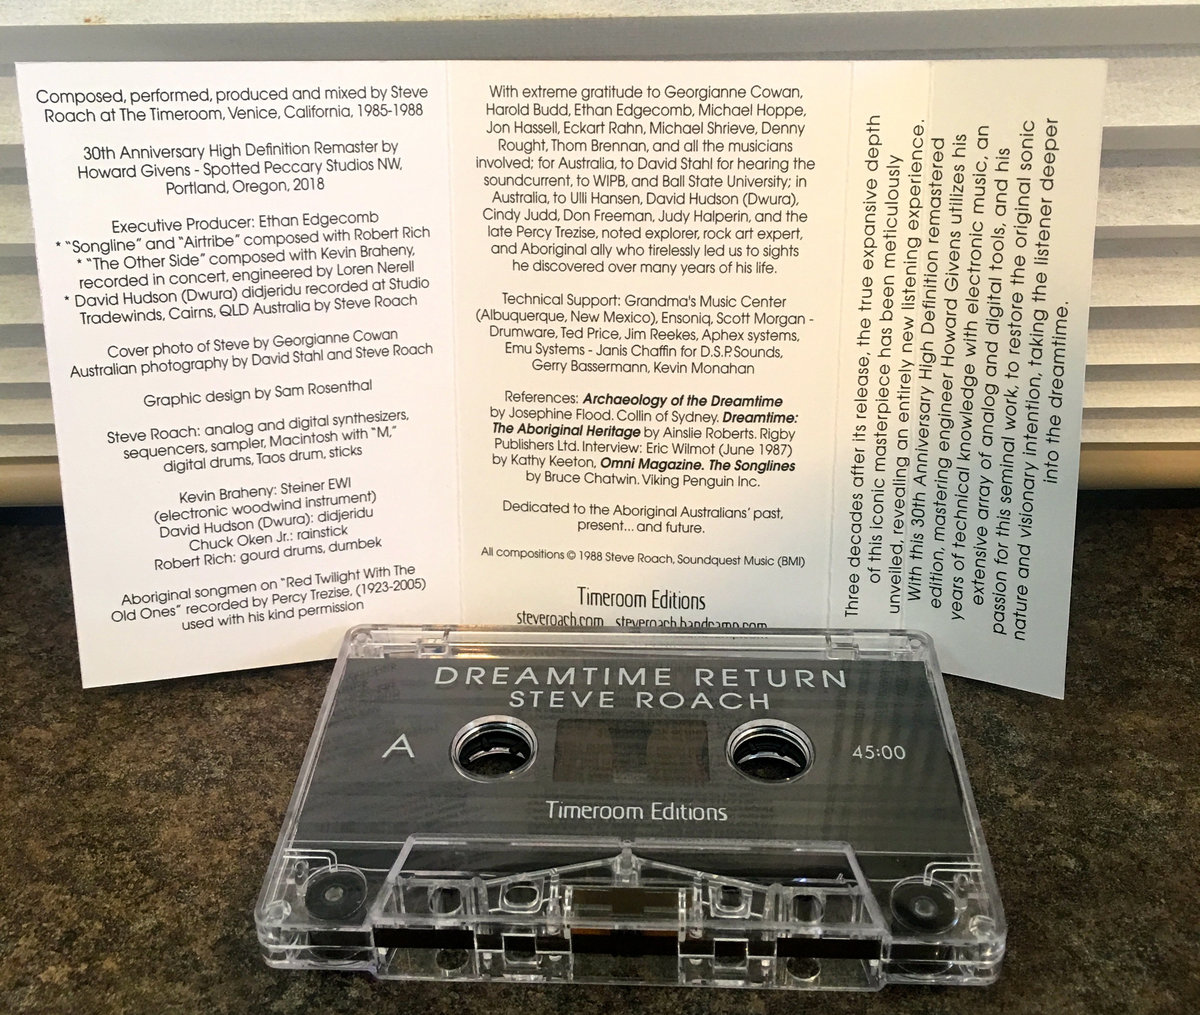 Composed, performed, produced and mixed by Steve
Roach at The Timeroom, Venice, California, 1985-1988
30th Anniversary High Definition Remaster by
Howard Givens - Spotted Peccary Studios NW,
Portland, Oregon, 2018
Executive Producer: Ethan Edgecomb
* "Songline" and "Airtribe" composed with Robert Rich
* "The Other Side" composed with Kevin Braheny,
recorded in concert, engineered by Loren Nerell
* David Hudson (Dwura) didjeridu recorded at Studio
Tradewinds, Cairns, QLD Australia by Steve Roach
Cover photo of Steve by Georgianne Cowan
Australian photography by David Stahl and Steve Roach
Graphic design by Sam Rosenthal
Steve Roach: analog and digital synthesizers,
sequencers, sampler, Macintosh with "M,"
digital drums, Taos drum, sticks
Kevin Braheny: Steiner EWI
(electronic woodwind instrument)
David Hudson (Dwura): didjeridu
Chuck Oken Jr.: rainstick
Robert Rich: gourd drums, dumbek
Aboriginal songmen on "Red Twilight With The
Old Ones" recorded by Percy Trezise, (1923-2005)
used with his kind permission
With extreme gratitude to Georgianne Cowan,
Harold Budd, Ethan Edgecomb, Michael Hoppe,
Jon Hassell, Eckart Rahn, Michael Shrieve, Denny
Rought, Thom Brennan, and all the musicians
involved; for Australia, to David Stahl for hearing the
soundcurrent, to WIPB, and Ball State University; in
Australia, to Ulli Hansen, David Hudson (Dwura),
Cindy Judd, Don Freeman, Judy Halperin, and the
late Percy Trezise, noted explorer, rock art expert,
and Aboriginal ally who tirelessly led us to sights
he discovered over many years of his life.
Technical Support: Grandma's Music Center
(Albuquerque, New Mexico), Ensoniq, Scott Morgan -
Drumware, Ted Price, Jim Reekes, Aphex systems,
Emu Systems - Janis Chaffin for D.S.P. Sounds,
Gerry Bassermann, Kevin Monahan
References: Archaeology of the Dreamtime
by Josephine Flood. Collin of Sydney. Dreamtime:
The Aboriginal Heritage by Ainslie Roberts. Rigby
Publishers Ltd. Interview: Eric Wilmot (June 1987)
by Kathy Keeton, Omni Magazine. The Songlines
by Bruce Chatwin. Viking Penguin Inc.
Dedicated to the Aboriginal Australians' past,
present... and future.
All compositions © 1988 Steve Roach, Soundquest Music (BMI)
Timeroom Editions
steveroach.com steveroach.bandcamp.com
Three decades after its release, the true expansive depth
of this iconic masterpiece has been meticulously
unveiled, revealing an entirely new listening experience.
With this 30th Anniversary High Definition remastered
edition, mastering engineer Howard Givens utilizes his
years of technical knowledge with electronic music, an
extensive array of analog and digital tools, and his
passion for this seminal work, to restore the original sonic
nature and visionary intention, taking the listener deeper
into the dreamtime.
DREAMTIME RETURN
STEVE ROACH
A
45:00
Timeroom Editions